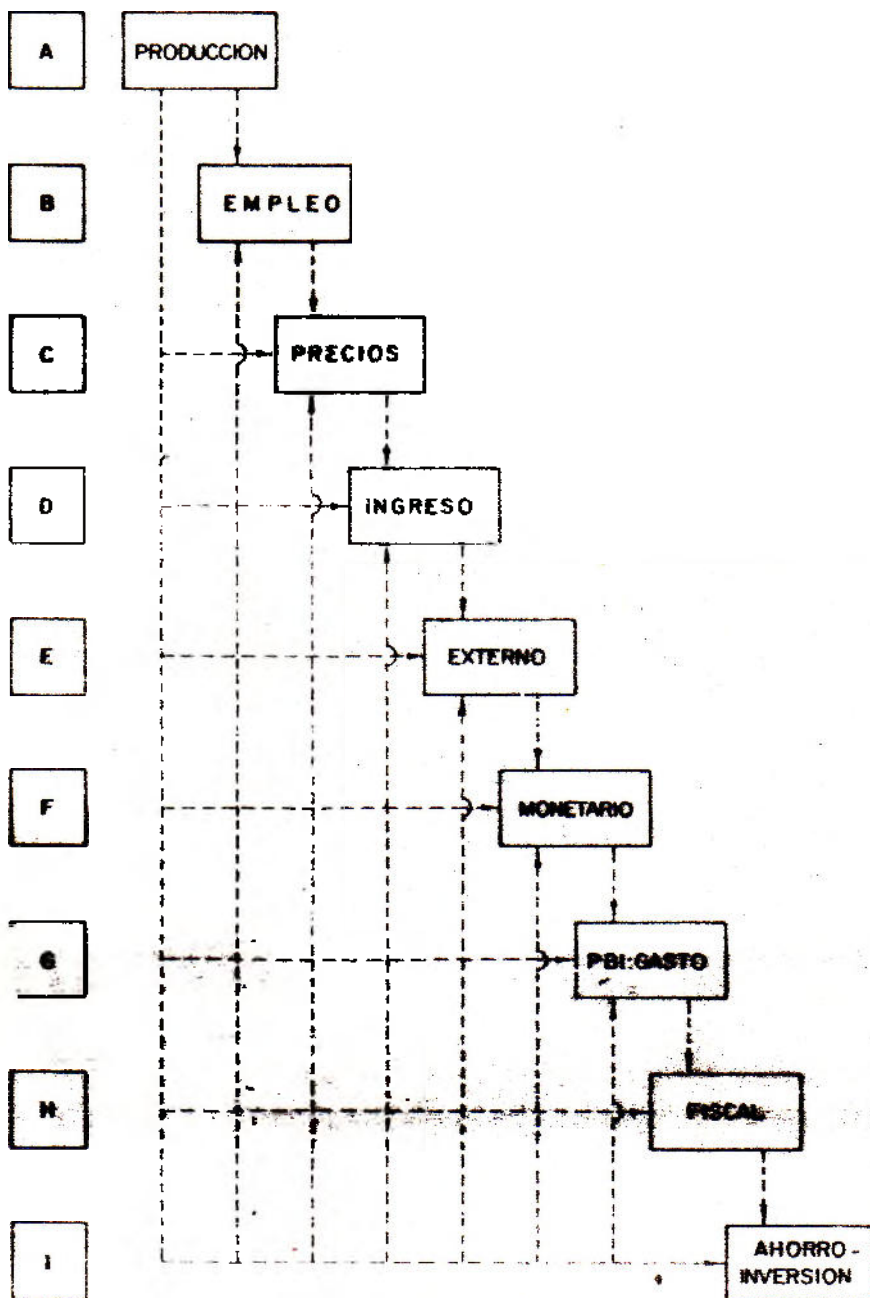 A PRODUCCION
B EMPLEO
C PRECIOS
D INGRESO
E EXTERNO
F MONETARIO
G PBI:GASTO
H FISCAL
I AHORRO -
INVERSION